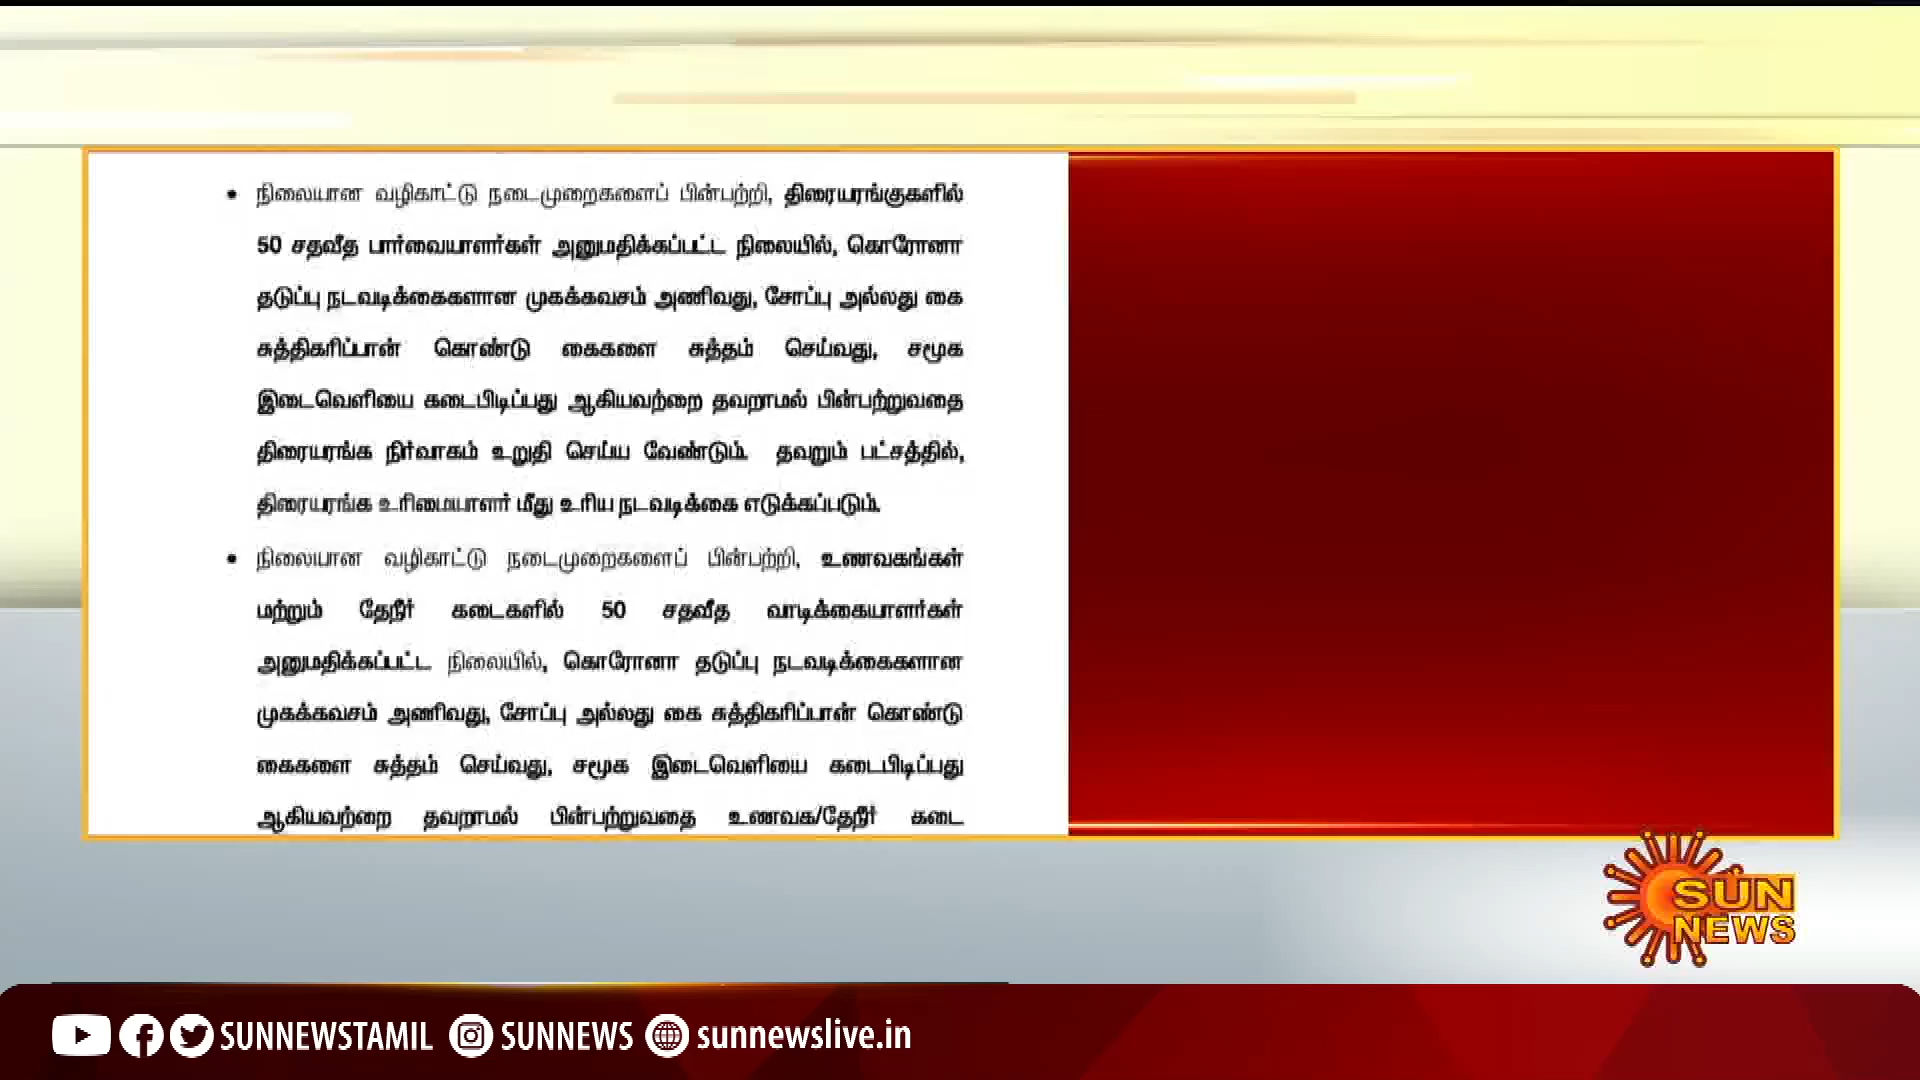 • நிலையான வழிகாட்டு நடைமுறைகளைப் பின்பற்றி, திரையரங்குகளில்
50 சதவீத பார்வையாளர்கள் அனுமதிக்கப்பட்ட நிலையில், கொரோனா
தடுப்பு நடவடிக்கைகளான முகக்கவசம் அணிவது, சோப்பு அல்லது கை
சுத்திகரிப்பான் கொண்டு கைகளை சுத்தம் செய்வது, சமூக
இடைவெளியை கடைபிடிப்பது ஆகியவற்றை தவறாமல் பின்பற்றுவதை
திரையரங்க நிர்வாகம் உறுதி செய்ய வேண்டும். தவறும் பட்சத்தில்,
திரையரங்க உரிமையாளர் மீது உரிய நடவடிக்கை எடுக்கப்படும்.
• நிலையான வழிகாட்டு நடைமுறைகளைப் பின்பற்றி, உணவகங்கள்
மற்றும் தேநீர் கடைகளில் 50 சதவீத வாடிக்கையாளர்கள்
அனுமதிக்கப்பட்ட நிலையில், கொரோனா தடுப்பு நடவடிக்கைகளான
முகக்கவசம் அணிவது, சோப்பு அல்லது கை சுத்திகரிப்பான் கொண்டு
கைகளை சுத்தம் செய்வது, சமூக இடைவெளியை கடைபிடிப்பது
ஆகியவற்றை தவறாமல் பின்பற்றுவதை உணவக/தேநீர் கடை
SUN
NEWS
SUNNEWSTAMIL SUNNEWS sunnewslive.in